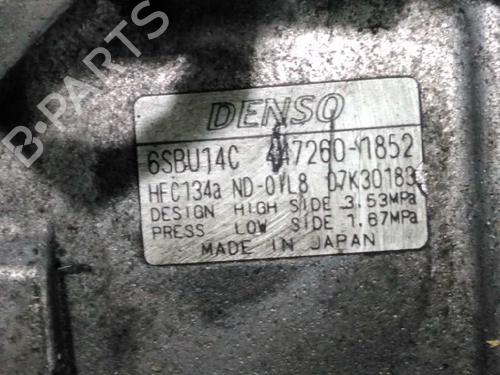 B-PARTS
DENSO
6SBU14C 447260-1852
HFC134a ND-OIL8 07K30183
DESIGN HIGH SIDE 3.53MPa
PRESS LOW SIDE 1.67MPa
MADE IN JAPAN